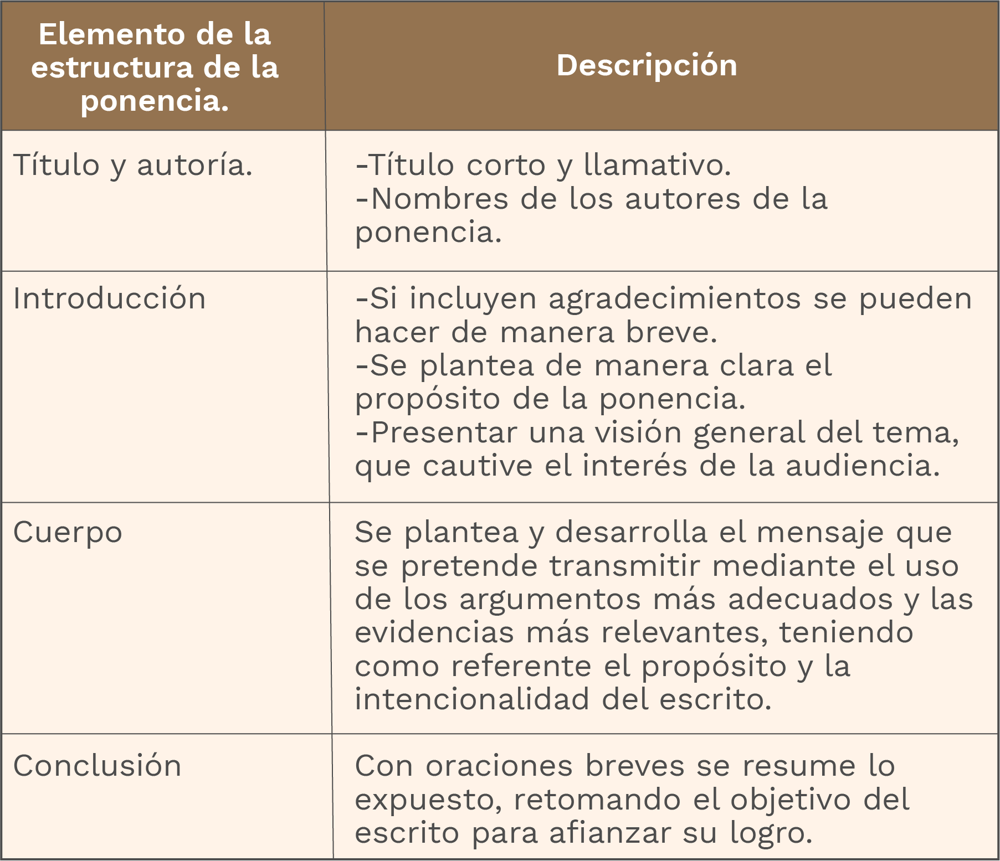 Elemento de la
estructura de la
ponencia.
Descripción
Título y autoría.
-Título corto y llamativo.
-Nombres de los autores de la
ponencia.
Introducción
-Si incluyen agradecimientos se pueden
hacer de manera breve.
-Se plantea de manera clara el
propósito de la ponencia.
-Presentar una visión general del tema,
que cautive el interés de la audiencia.
Cuerpo
Se plantea y desarrolla el mensaje que
se pretende transmitir mediante el uso
de los argumentos más adecuados y las
evidencias más relevantes, teniendo
como referente el propósito y la
intencionalidad del escrito.
Conclusión
Con oraciones breves se resume lo
expuesto, retomando el objetivo del
escrito para afianzar su logro.